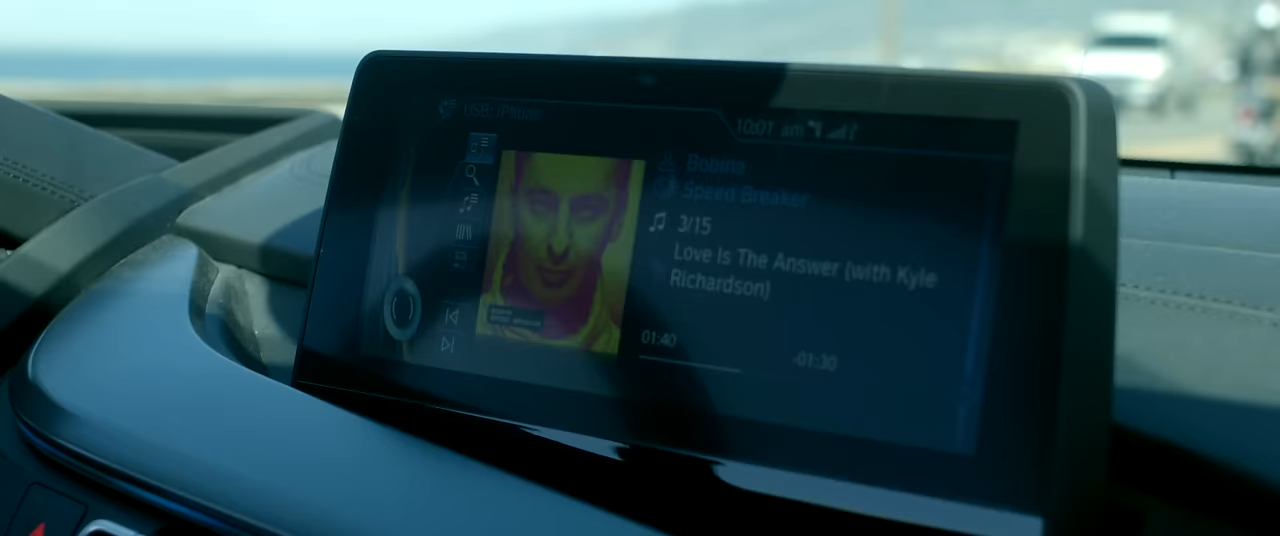 USB: iPhone
10:01 am
Bobina
Speed Breaker
3/15
Love Is The Answer (with Kyle
Richardson)
01:40
-01:30